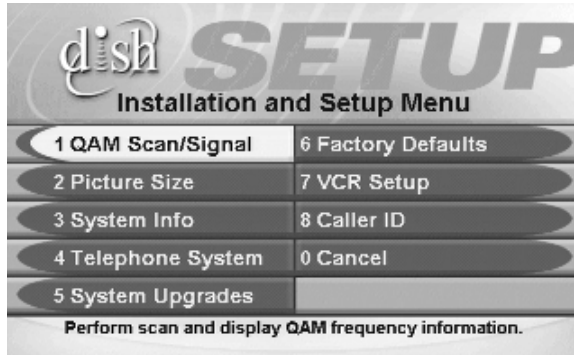 dish SETUP
Installation and Setup Menu
1 QAM Scan/Signal
2 Picture Size
3 System Info
4 Telephone System
5 System Upgrades
6 Factory Defaults
7 VCR Setup
8 Caller ID
0 Cancel
Perform scan and display QAM frequency information.